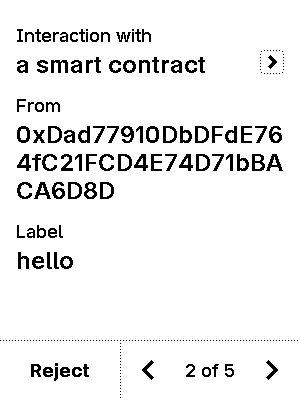 Interaction with
a smart contract
From
0xDad77910DbDFdE76
4fC21FCD4E74D71bBA
CA6D8D
Label
hello
Reject
2 of 5